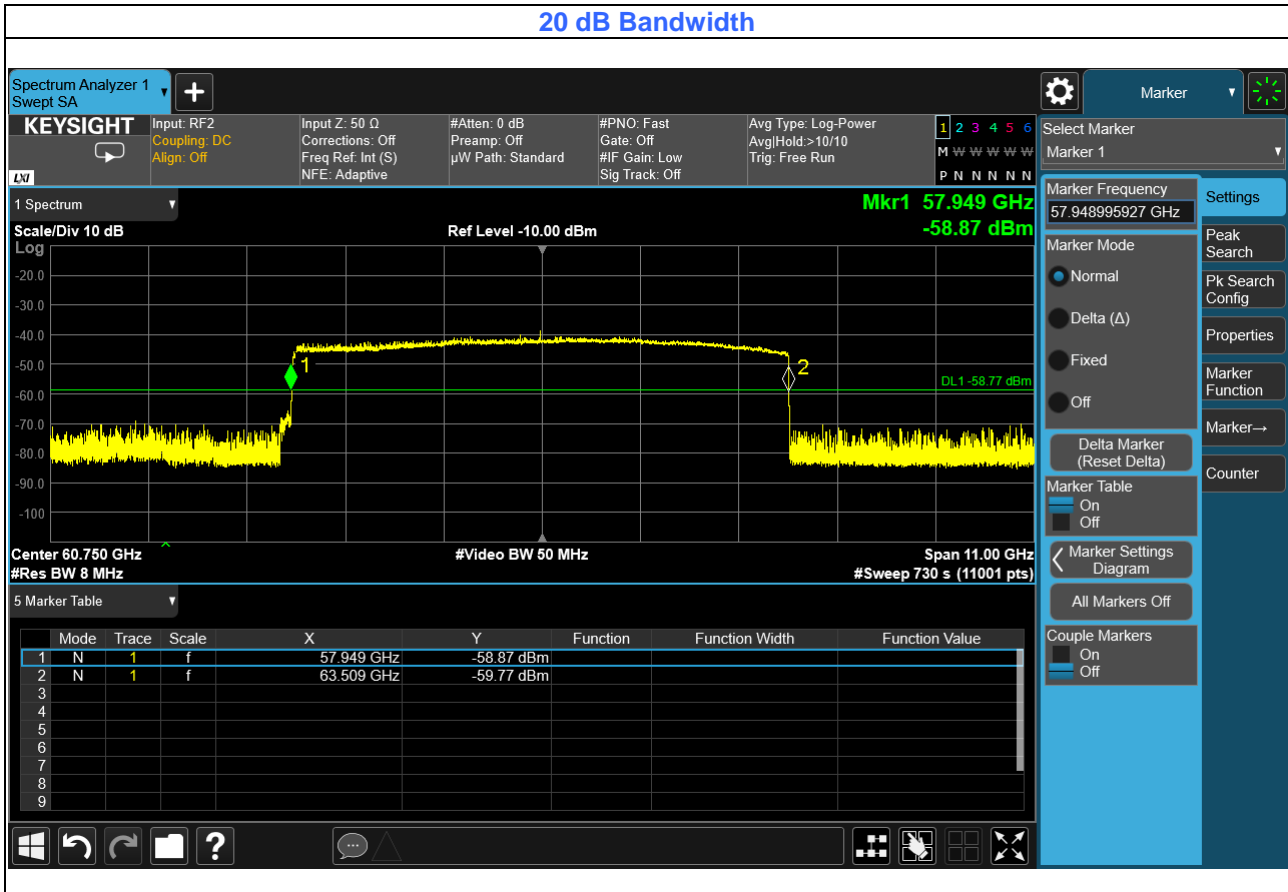 20 dB Bandwidth
Spectrum Analyzer 1
Swept SA
Marker
KEYSIGHT
LXI
Input: RF2
Coupling: DC
Align: Off
Input Z: 50 Ω
Corrections: Off
Freq Ref: Int (S)
NFE: Adaptive
#Atten: 0 dB
Preamp: Off
µW Path: Standard
#PNO: Fast
Gate: Off
#IF Gain: Low
Sig Track: Off
Avg Type: Log-Power
Avg|Hold:>10/10
Trig: Free Run
1 2 3 4 5 6
M W W W W W
P N N N N N
Select Marker
Marker 1
1 Spectrum
Mkr1 57.949 GHz
-58.87 dBm
Scale/Div 10 dB
Ref Level -10.00 dBm
Log
-20.0
-30.0
-40.0
-50.0
-60.0
-70.0
-80.0
-90.0
-100
1
2
DL1 -58.77 dBm
Center 60.750 GHz
#Video BW 50 MHz
Span 11.00 GHz
#Res BW 8 MHz
#Sweep 730 s (11001 pts)
5 Marker Table
Mode Trace Scale X Y Function Function Width Function Value
1 N 1 f 57.949 GHz -58.87 dBm
2 N 1 f 63.509 GHz -59.77 dBm
3
4
5
6
7
8
9
Marker Frequency
57.948995927 GHz
Marker Mode
Normal
Delta (Δ)
Fixed
Off
Delta Marker
(Reset Delta)
Marker Table
On
Off
Marker Settings
Diagram
All Markers Off
Couple Markers
On
Off
Settings
Peak
Search
Pk Search
Config
Properties
Marker
Function
Marker→
Counter
?